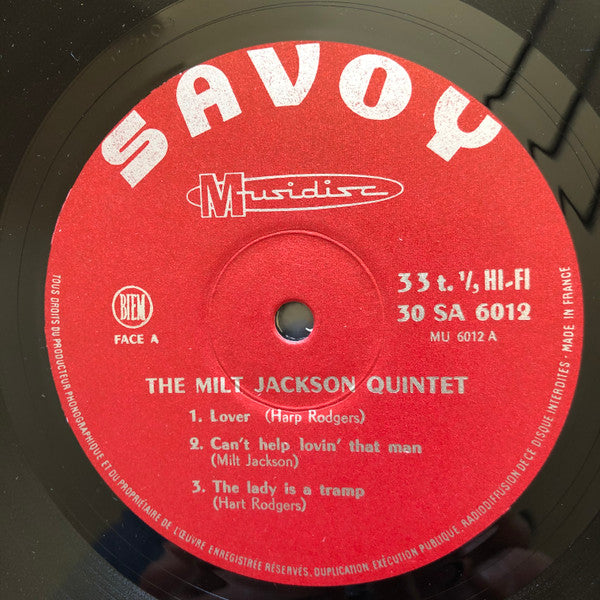 SAVOY
Musidisc
33 t. ⅓, HI-FI
30 SA 6012
MU 6012 A
BIEM
FACE A
THE MILT JACKSON QUINTET
1. Lover (Harp Rodgers)
2. Can't help lovin' that man
(Milt Jackson)
3. The lady is a tramp
(Hart Rodgers)
TOUS DROITS DU PRODUCTEUR PHONOGRAPHIQUE ET DU PROPRIÉTAIRE DE L'ŒUVRE ENREGISTRÉE RÉSERVÉS. DUPLICATION, EXÉCUTION PUBLIQUE, RADIODIFFUSION DE CE DISQUE INTERDITES · MADE IN FRANCE